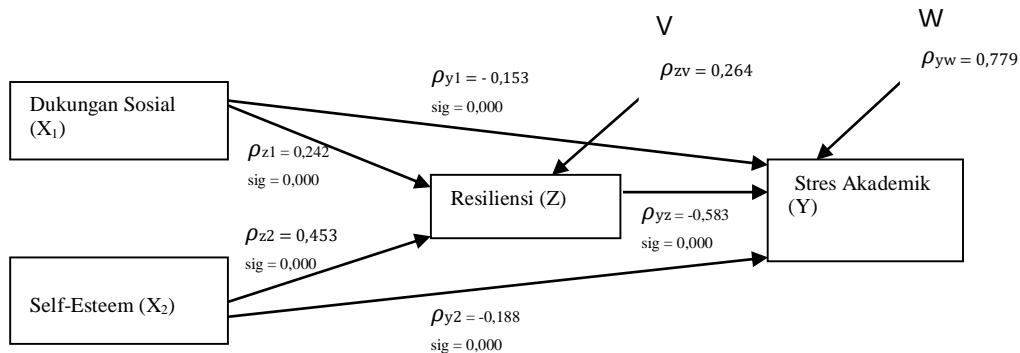 V
W
ρzv = 0,264
ρyw = 0,779
ρy1 = - 0,153
sig = 0,000
Dukungan Sosial
(X₁)
ρz1 = 0,242
sig = 0,000
Resiliensi (Z)
Stres Akademik
(Y)
ρyz = -0,583
sig = 0,000
ρz2 = 0,453
sig = 0,000
Self-Esteem (X₂)
ρy2 = -0,188
sig = 0,000